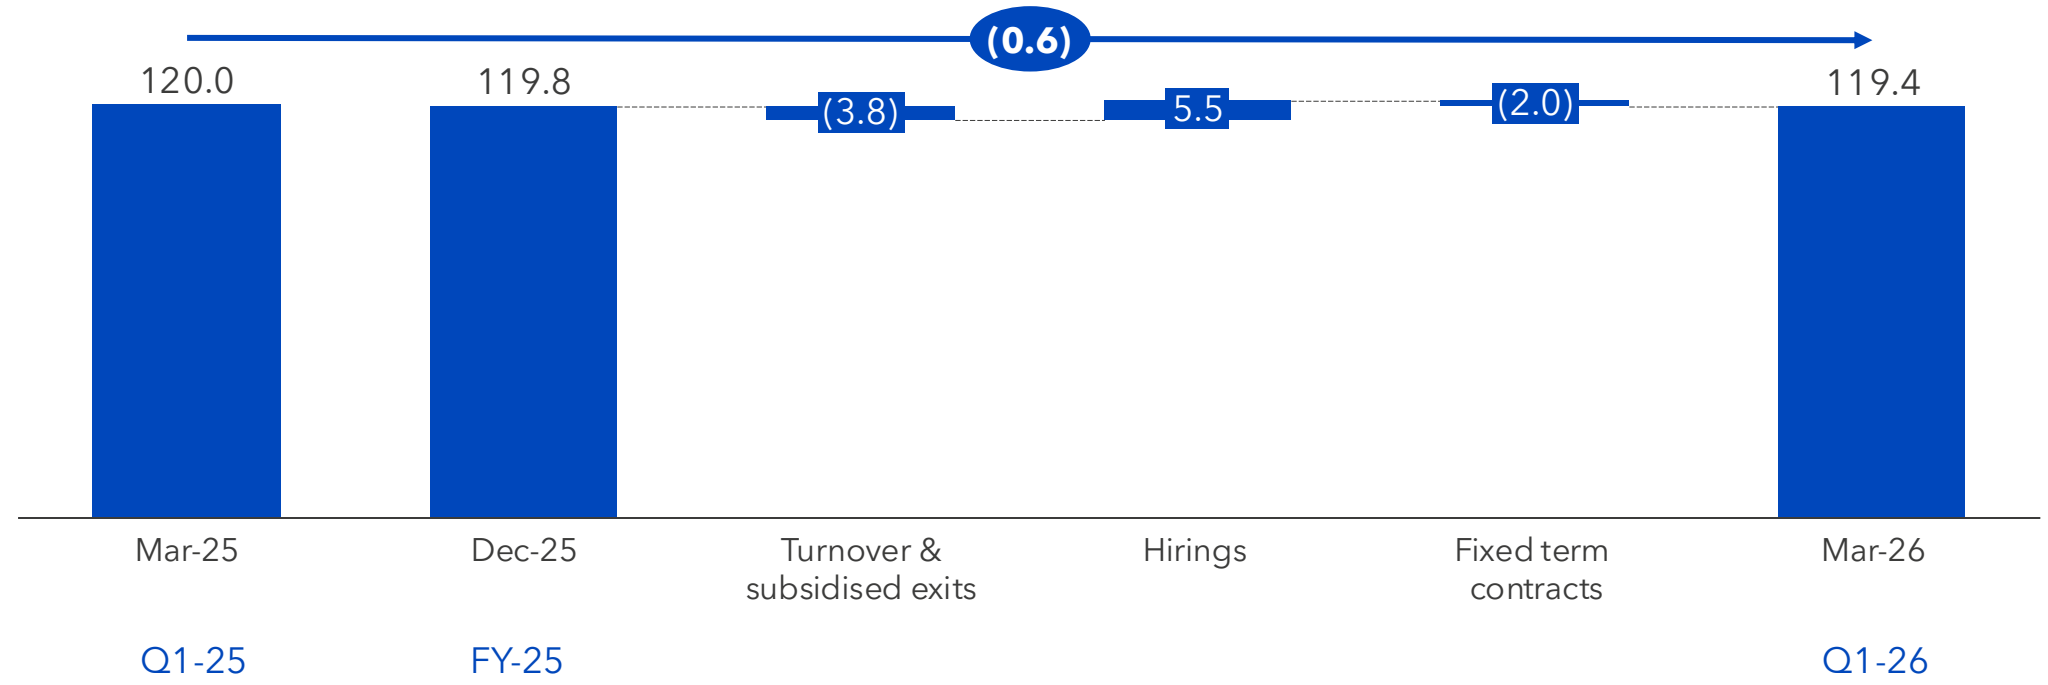 (0.6)
120.0
119.8
(3.8)
5.5
(2.0)
119.4
Mar-25
Dec-25
Turnover &
subsidised exits
Hirings
Fixed term
contracts
Mar-26
Q1-25
FY-25
Q1-26